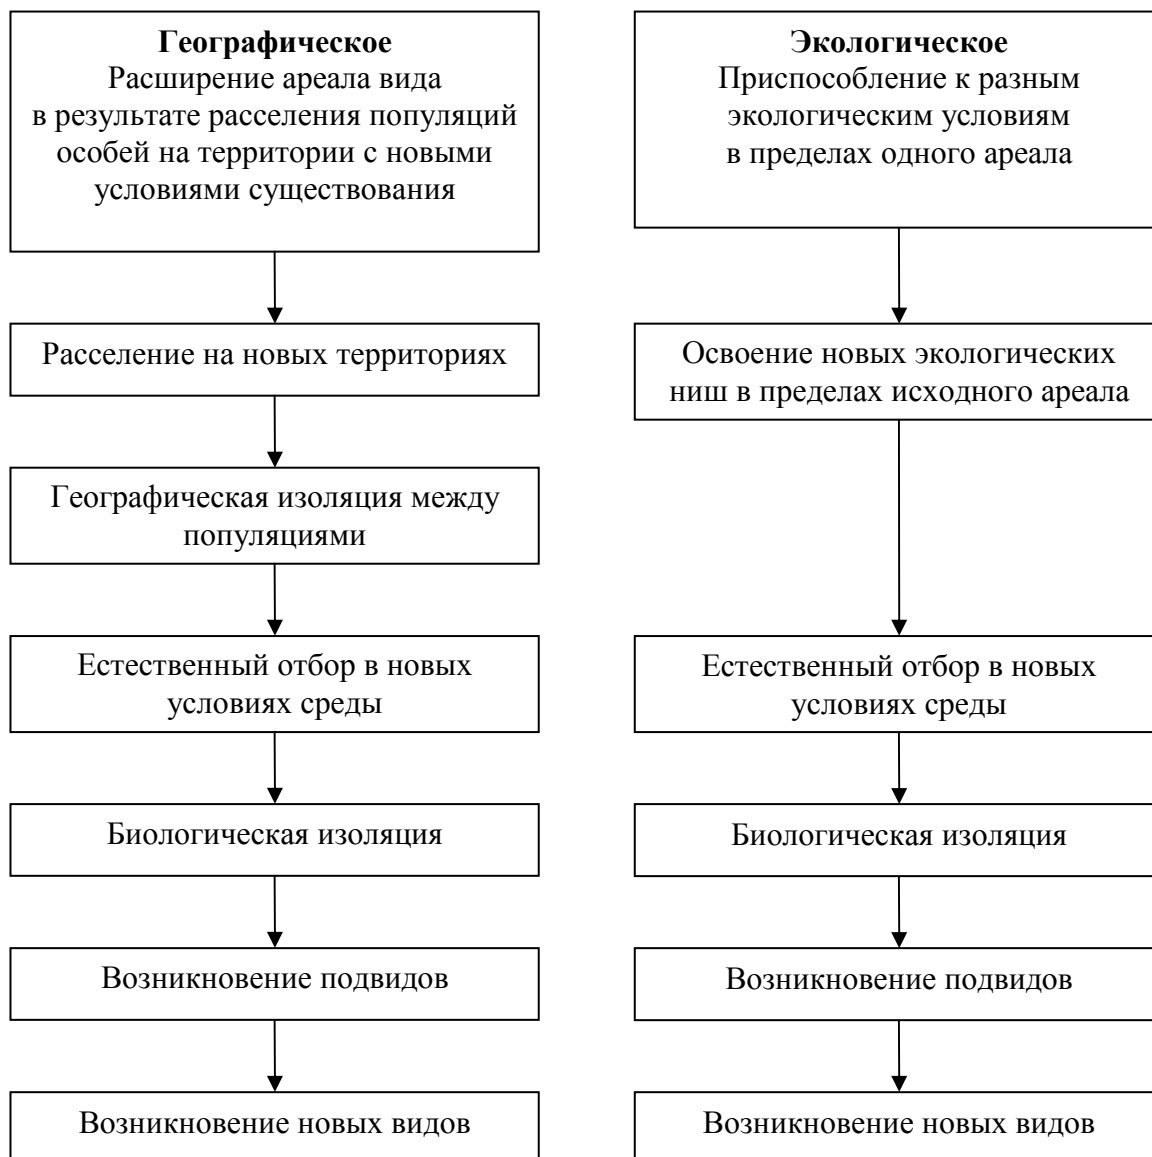 Географическое
Расширение ареала вида
в результате расселения популяций
особей на территории с новыми
условиями существования
Расселение на новых территориях
Географическая изоляция между
популяциями
Естественный отбор в новых
условиях среды
Биологическая изоляция
Возникновение подвидов
Возникновение новых видов
Экологическое
Приспособление к разным
экологическим условиям
в пределах одного ареала
Освоение новых экологических
ниш в пределах исходного ареала
Естественный отбор в новых
условиях среды
Биологическая изоляция
Возникновение подвидов
Возникновение новых видов